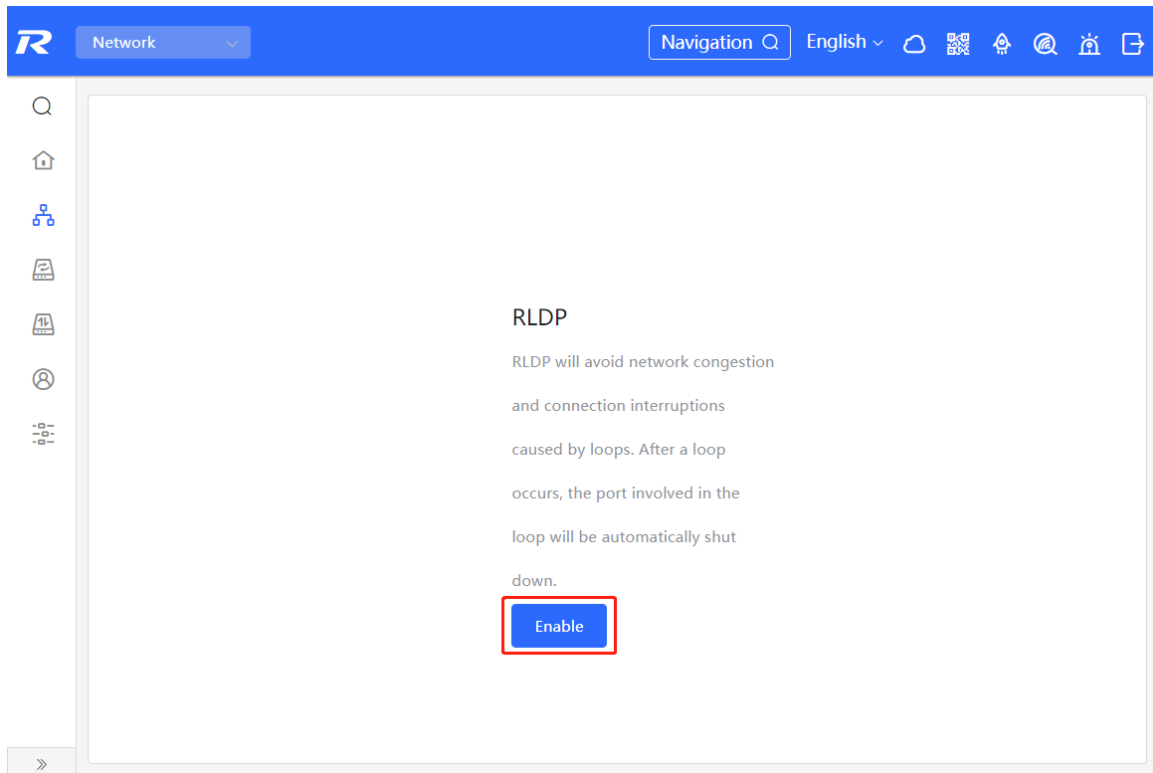 Network
Navigation
English
RLDP
RLDP will avoid network congestion
and connection interruptions
caused by loops. After a loop
occurs, the port involved in the
loop will be automatically shut
down.
Enable